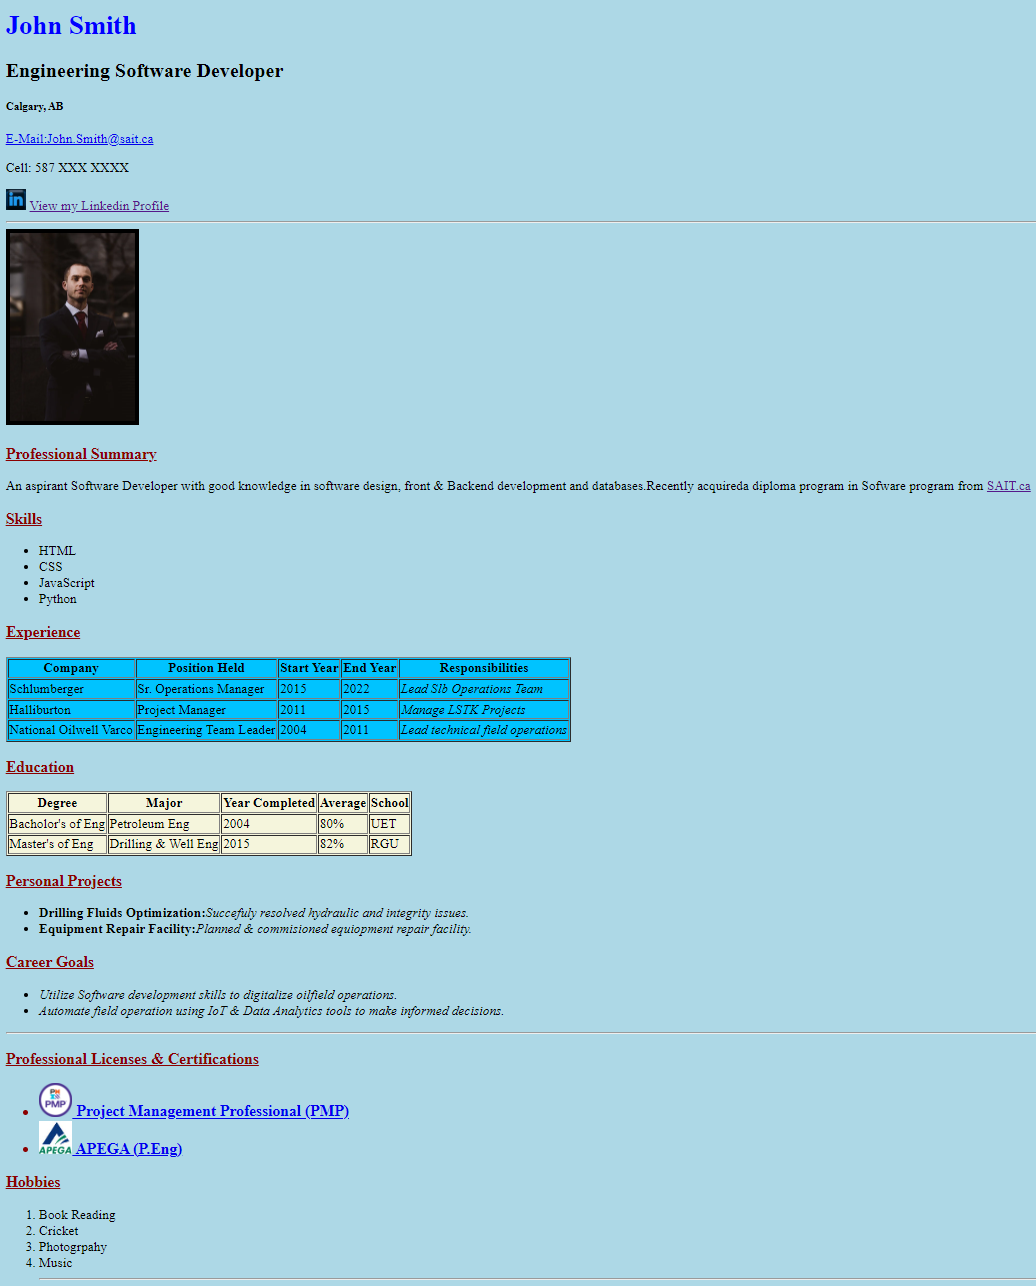 John Smith
Engineering Software Developer
Calgary, AB
E-Mail:John.Smith@sait.ca
Cell: 587 XXX XXXX
in View my Linkedin Profile
Professional Summary
An aspirant Software Developer with good knowledge in software design, front & Backend development and databases.Recently acquireda diploma program in Sofware program from SAIT.ca
Skills
• HTML
• CSS
• JavaScript
• Python
Experience
Company Position Held Start Year End Year Responsibilities
Schlumberger Sr. Operations Manager 2015 2022 Lead Slb Operations Team
Halliburton Project Manager 2011 2015 Manage LSTK Projects
National Oilwell Varco Engineering Team Leader 2004 2011 Lead technical field operations
Education
Degree Major Year Completed Average School
Bacholor's of Eng Petroleum Eng 2004 80% UET
Master's of Eng Drilling & Well Eng 2015 82% RGU
Personal Projects
• Drilling Fluids Optimization:Succefuly resolved hydraulic and integrity issues.
• Equipment Repair Facility:Planned & commisioned equiopment repair facility.
Career Goals
• Utilize Software development skills to digitalize oilfield operations.
• Automate field operation using IoT & Data Analytics tools to make informed decisions.
Professional Licenses & Certifications
• PMP Project Management Professional (PMP)
• APEGA APEGA (P.Eng)
Hobbies
1. Book Reading
2. Cricket
3. Photogrpahy
4. Music